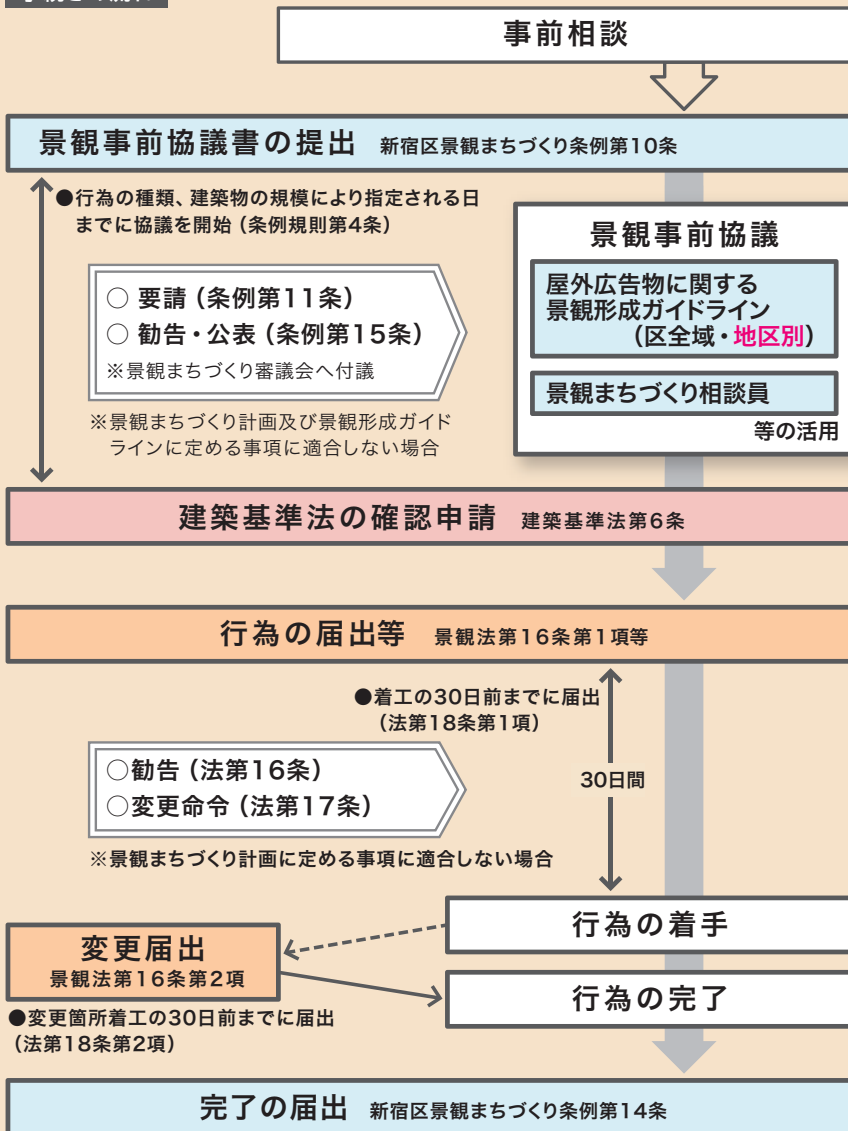 事前相談
景観事前協議書の提出 新宿区景観まちづくり条例第10条
●行為の種類、建築物の規模により指定される日
までに協議を開始（条例規則第4条）
○ 要請（条例第11条）
○ 勧告・公表（条例第15条）
※景観まちづくり審議会へ付議
※景観まちづくり計画及び景観形成ガイド
ラインに定める事項に適合しない場合
景観事前協議
屋外広告物に関する
景観形成ガイドライン
（区全域・地区別）
景観まちづくり相談員
等の活用
建築基準法の確認申請 建築基準法第6条
行為の届出等 景観法第16条第1項等
●着工の30日前までに届出
（法第18条第1項）
30日間
○勧告（法第16条）
○変更命令（法第17条）
※景観まちづくり計画に定める事項に適合しない場合
行為の着手
変更届出
景観法第16条第2項
行為の完了
●変更箇所着工の30日前までに届出
（法第18条第2項）
完了の届出 新宿区景観まちづくり条例第14条